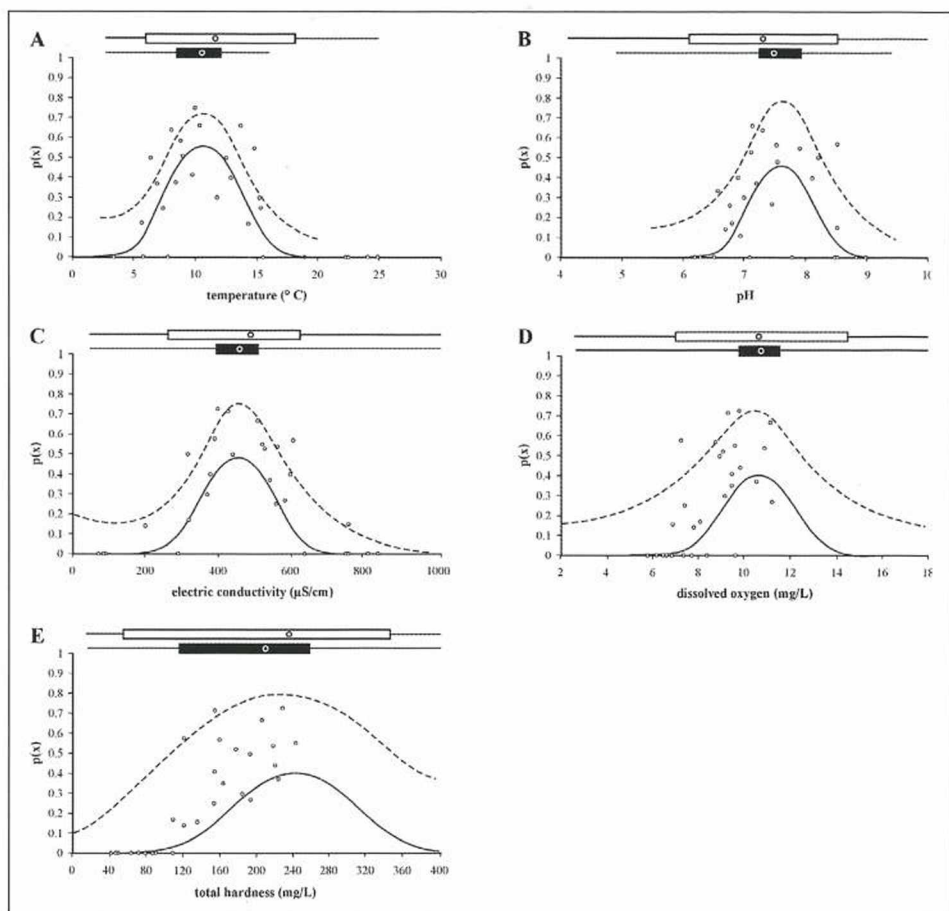 A
p(x)
1
0.9
0.8
0.7
0.6
0.5
0.4
0.3
0.2
0.1
0
0 5 10 15 20 25 30
temperature (° C)
B
p(x)
1
0.9
0.8
0.7
0.6
0.5
0.4
0.3
0.2
0.1
0
4 5 6 7 8 9 10
pH
C
p(x)
1
0.9
0.8
0.7
0.6
0.5
0.4
0.3
0.2
0.1
0
0 200 400 600 800 1000
electric conductivity (µS/cm)
D
p(x)
1
0.9
0.8
0.7
0.6
0.5
0.4
0.3
0.2
0.1
0
2 4 6 8 10 12 14 16 18
dissolved oxygen (mg/L)
E
p(x)
1
0.9
0.8
0.7
0.6
0.5
0.4
0.3
0.2
0.1
0
0 40 80 120 160 200 240 280 320 360 400
total hardness (mg/L)